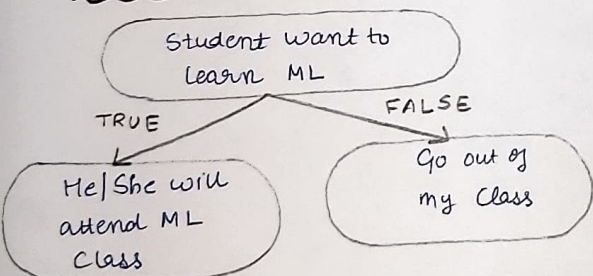 Student want to
learn ML
TRUE
FALSE
He/She will
attend ML
Class
Go out of
my Class